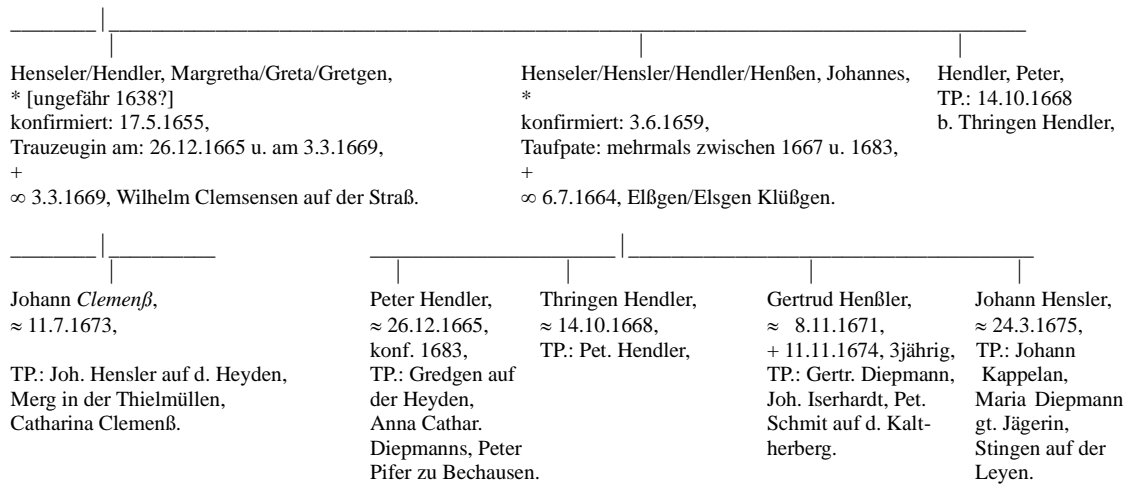 Henseler/Hendler, Margretha/Greta/Gretgen,
* [ungefähr 1638?]
konfirmiert: 17.5.1655,
Trauzeugin am: 26.12.1665 u. am 3.3.1669,
+
∞ 3.3.1669, Wilhelm Clemsensen auf der Straß.
Henseler/Hensler/Hendler/Henßen, Johannes,
*
konfirmiert: 3.6.1659,
Taufpate: mehrmals zwischen 1667 u. 1683,
+
∞ 6.7.1664, Elßgen/Elsgen Klüßgen.
Hendler, Peter,
TP.: 14.10.1668
b. Thringen Hendler,
Johann Clemenß,
≈ 11.7.1673,
TP.: Joh. Hensler auf d. Heyden,
Merg in der Thielmüllen,
Catharina Clemenß.
Peter Hendler,
≈ 26.12.1665,
konf. 1683,
TP.: Gredgen auf
der Heyden,
Anna Cathar.
Diepmanns, Peter
Pifer zu Bechausen.
Thringen Hendler,
≈ 14.10.1668,
TP.: Pet. Hendler,
Gertrud Henßler,
≈ 8.11.1671,
+ 11.11.1674, 3jährig,
TP.: Gertr. Diepmann,
Joh. Iserhardt, Pet.
Schmit auf d. Kalt-
herberg.
Johann Hensler,
≈ 24.3.1675,
TP.: Johann
Kappelan,
Maria Diepmann
gt. Jägerin,
Stingen auf der
Leyen.